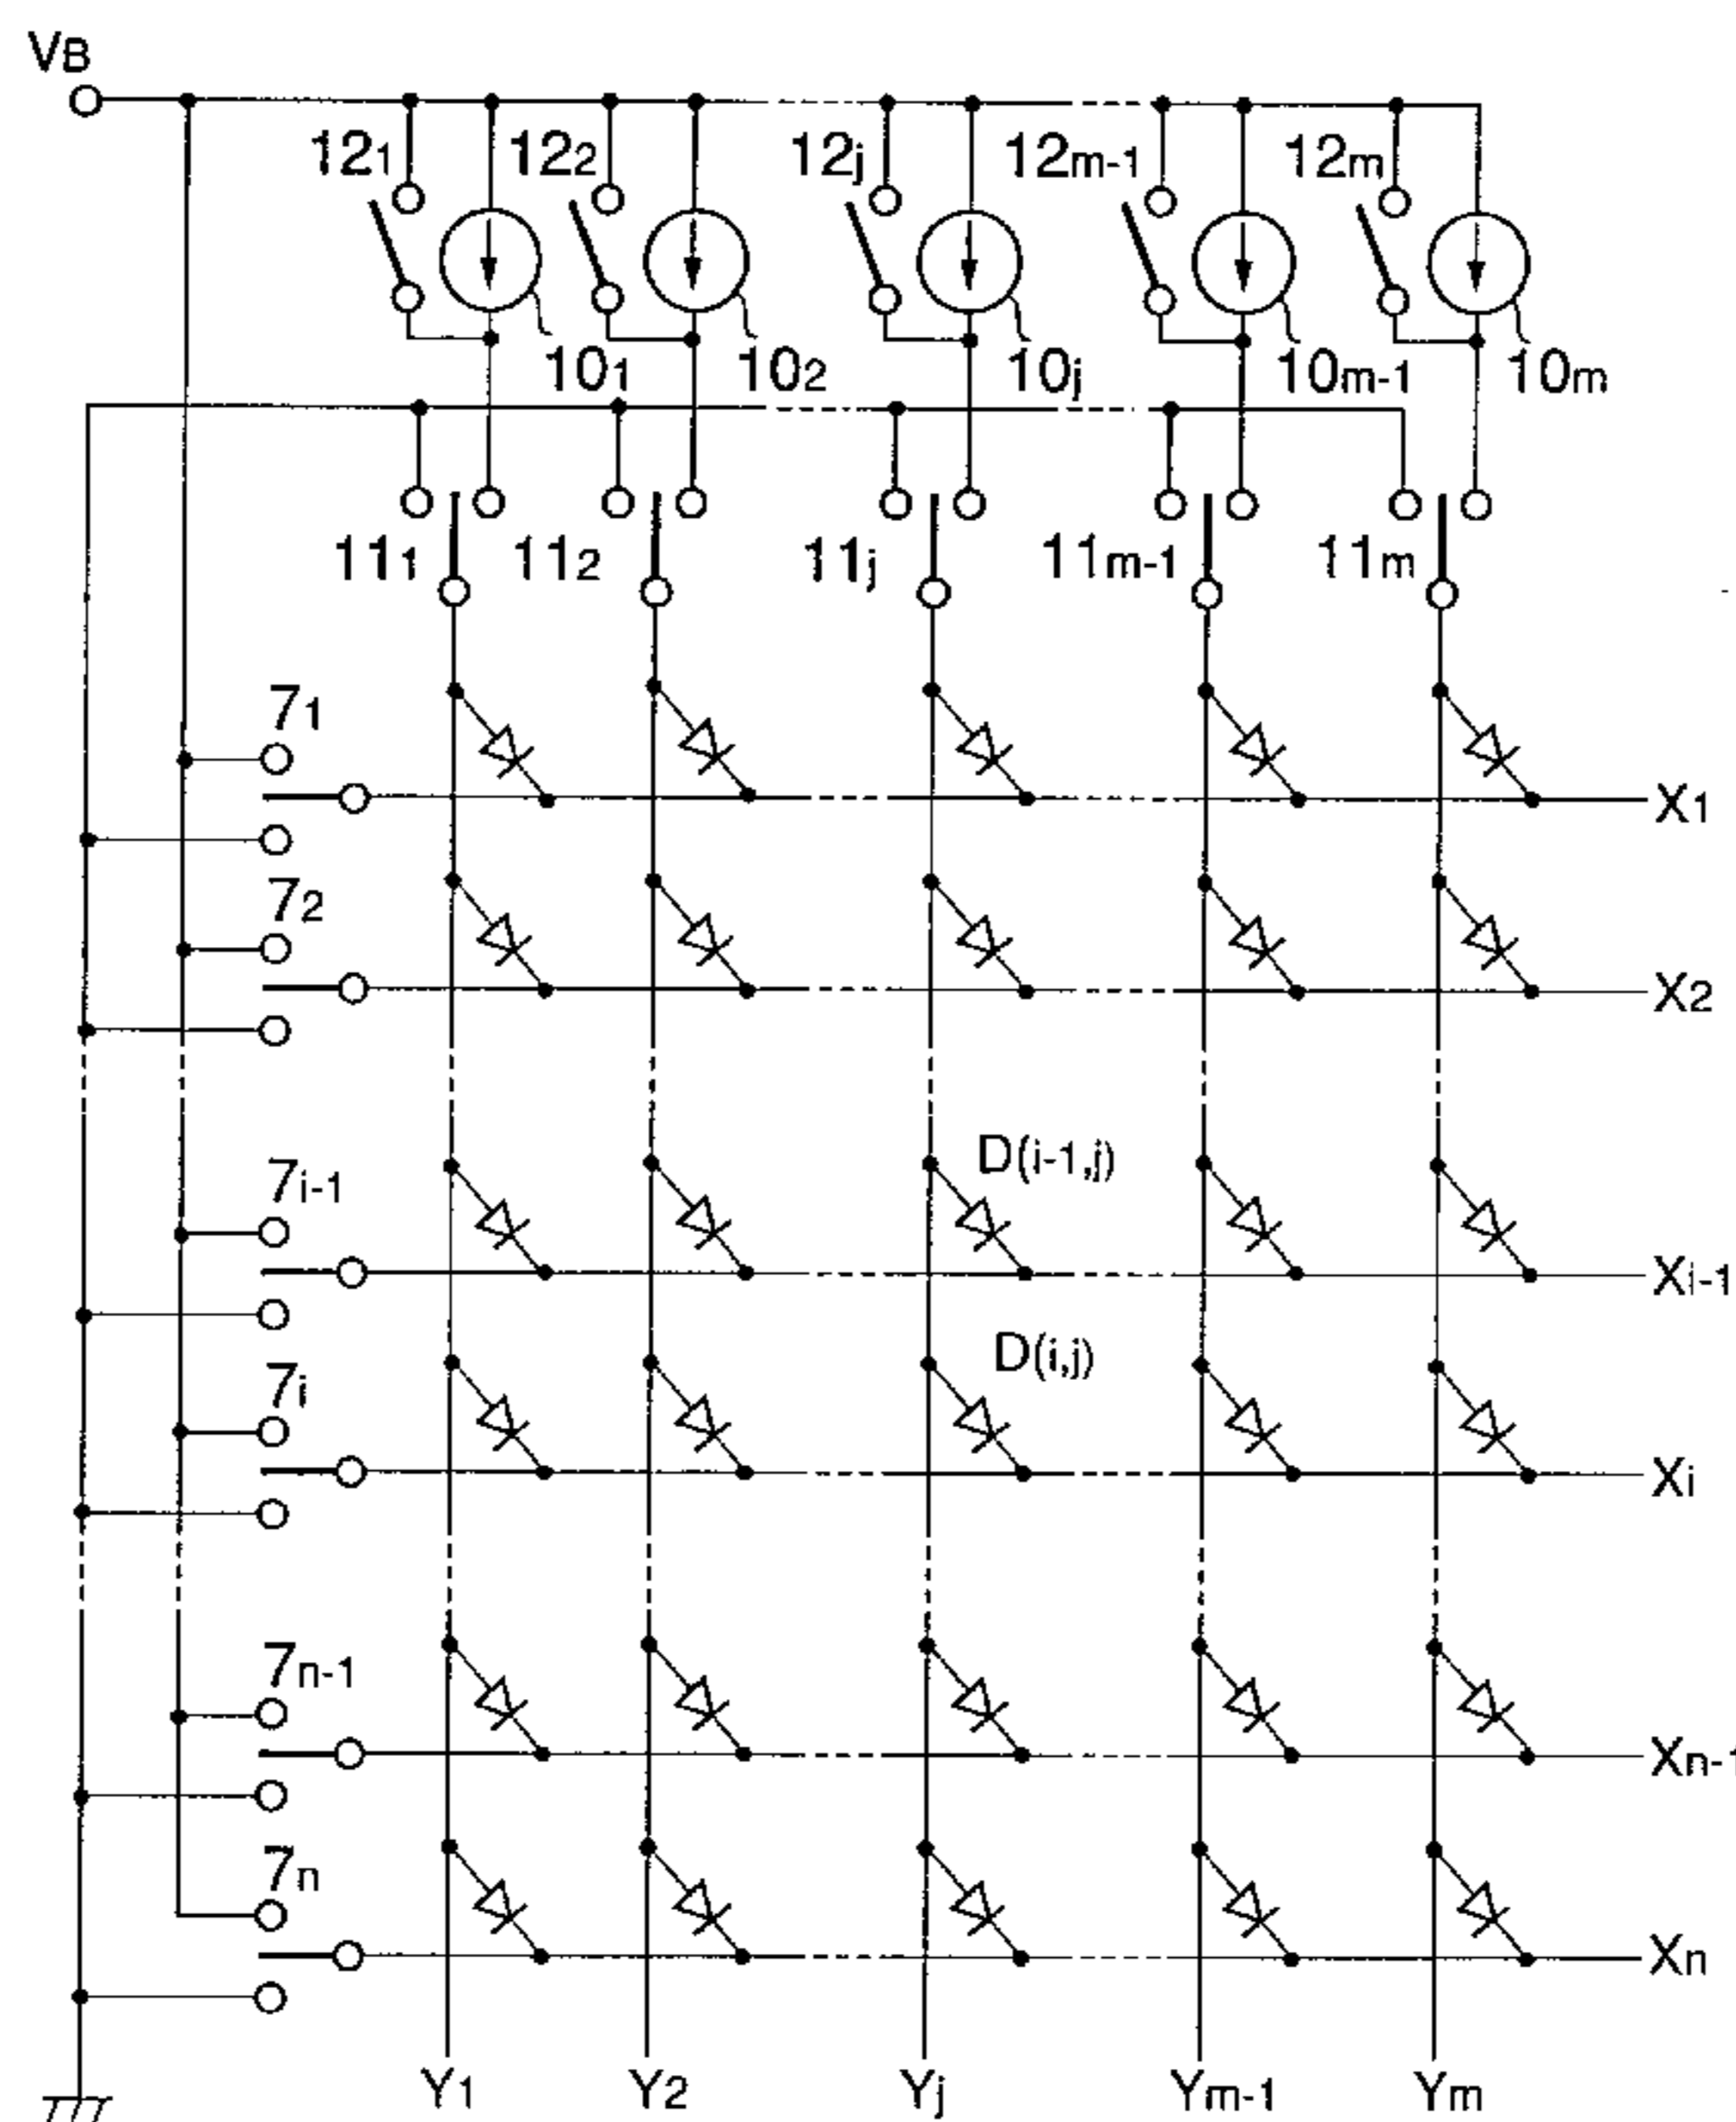 VB
121 122 12j 12m-1 12m
101 102 10j 10m-1 10m
111 112 11j 11m-1 11m
71
X1
72
X2
D(i-1,j)
7i-1
Xi-1
D(i,j)
7i
Xi
7n-1
Xn-1
7n
Xn
Y1 Y2 Yj Ym-1 Ym